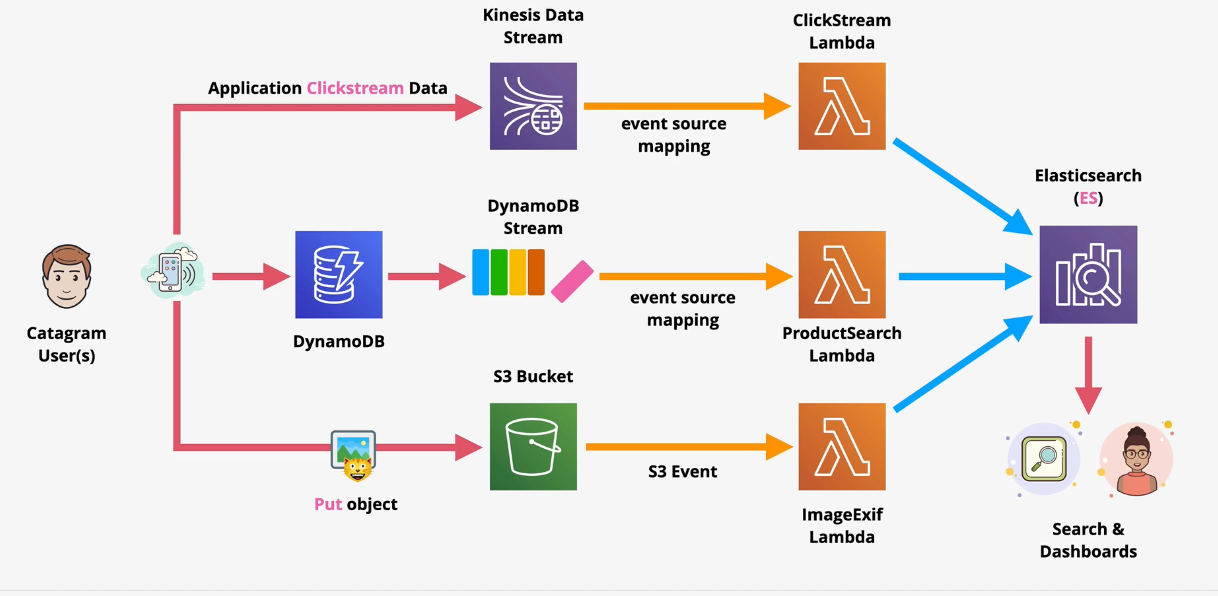 Kinesis Data
Stream
ClickStream
Lambda
Application Clickstream Data
event source
mapping
Elasticsearch
(ES)
DynamoDB
Stream
event source
mapping
Catagram
User(s)
DynamoDB
ProductSearch
Lambda
S3 Bucket
S3 Event
Put object
ImageExif
Lambda
Search &
Dashboards